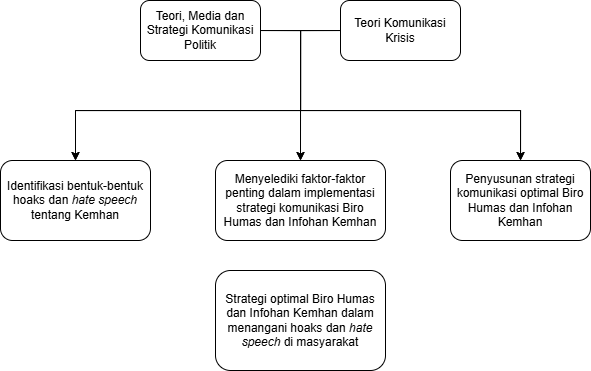 Teori, Media dan
Strategi Komunikasi
Politik
Teori Komunikasi
Krisis
Identifikasi bentuk-bentuk
hoaks dan hate speech
tentang Kemhan
Menyelediki faktor-faktor
penting dalam implementasi
strategi komunikasi Biro
Humas dan Infohan Kemhan
Penyusunan strategi
komunikasi optimal Biro
Humas dan Infohan
Kemhan
Strategi optimal Biro Humas
dan Infohan Kemhan dalam
menangani hoaks dan hate
speech di masyarakat